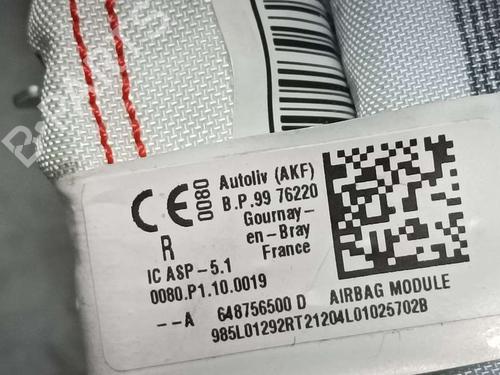 CE 0080
Autoliv (AKF)
B.P.99 76220
Gournay-
en-Bray
France
R
IC ASP-5.1
0080.P1.10.0019
--A 648756500 D AIRBAG MODULE
985L01292RT21204L01025702B